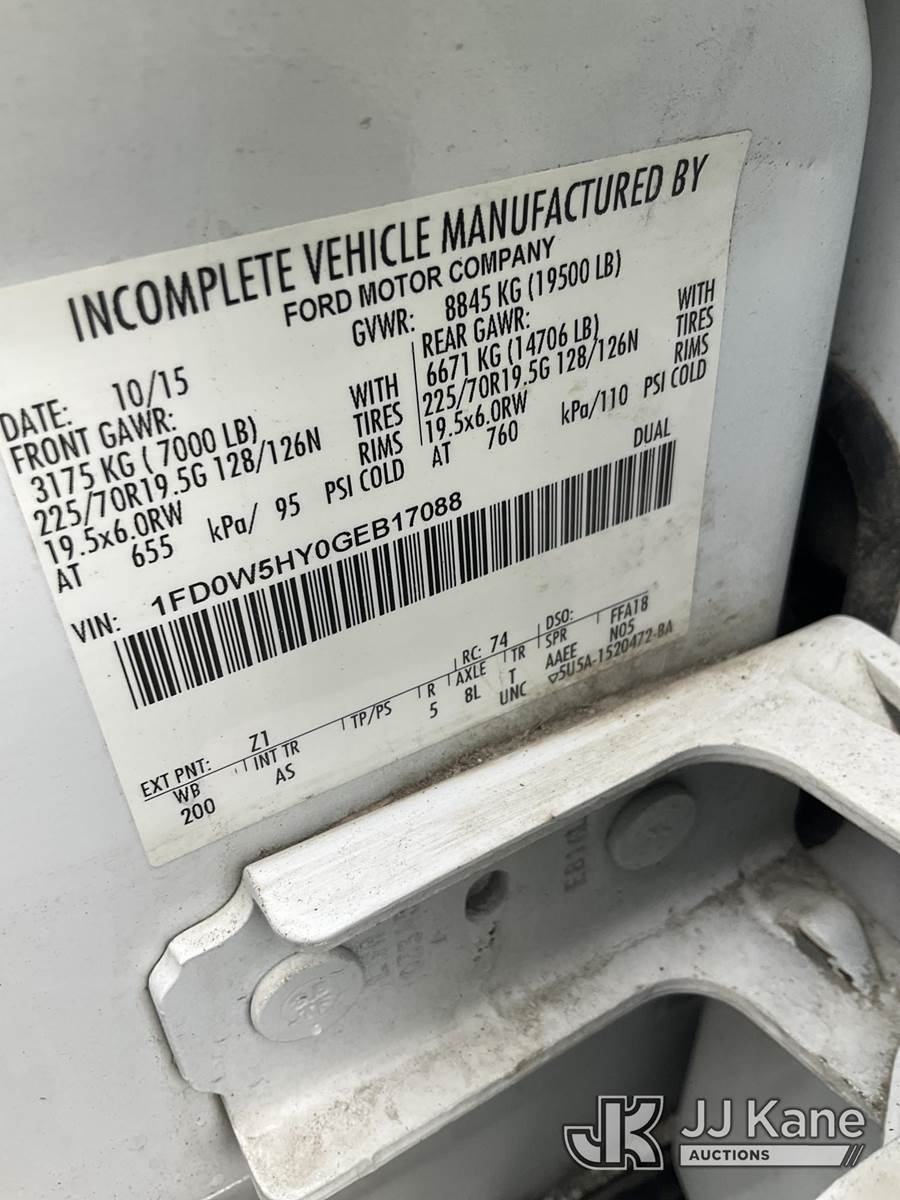 INCOMPLETE VEHICLE MANUFACTURED BY
FORD MOTOR COMPANY
DATE: 10/15 GVWR: 8845 KG (19500 LB)
FRONT GAWR: REAR GAWR:
3175 KG ( 7000 LB) WITH 6671 KG (14706 LB) WITH
225/70R19.5G 128/126N TIRES 225/70R19.5G 128/126N TIRES
19.5x6.0RW RIMS 19.5x6.0RW RIMS
AT 655 kPa/ 95 PSI COLD AT 760 kPa/110 PSI COLD
DUAL
VIN: 1FD0W5HY0GEB17088
EXT PNT: Z1 RC: 74 DSO: FFA18
WB INT TR TP/PS R AXLE TR SPR N05
200 AS 5 8L T AAEE
UNC ▽5U5A-1520472-BA
JK JJ Kane
AUCTIONS